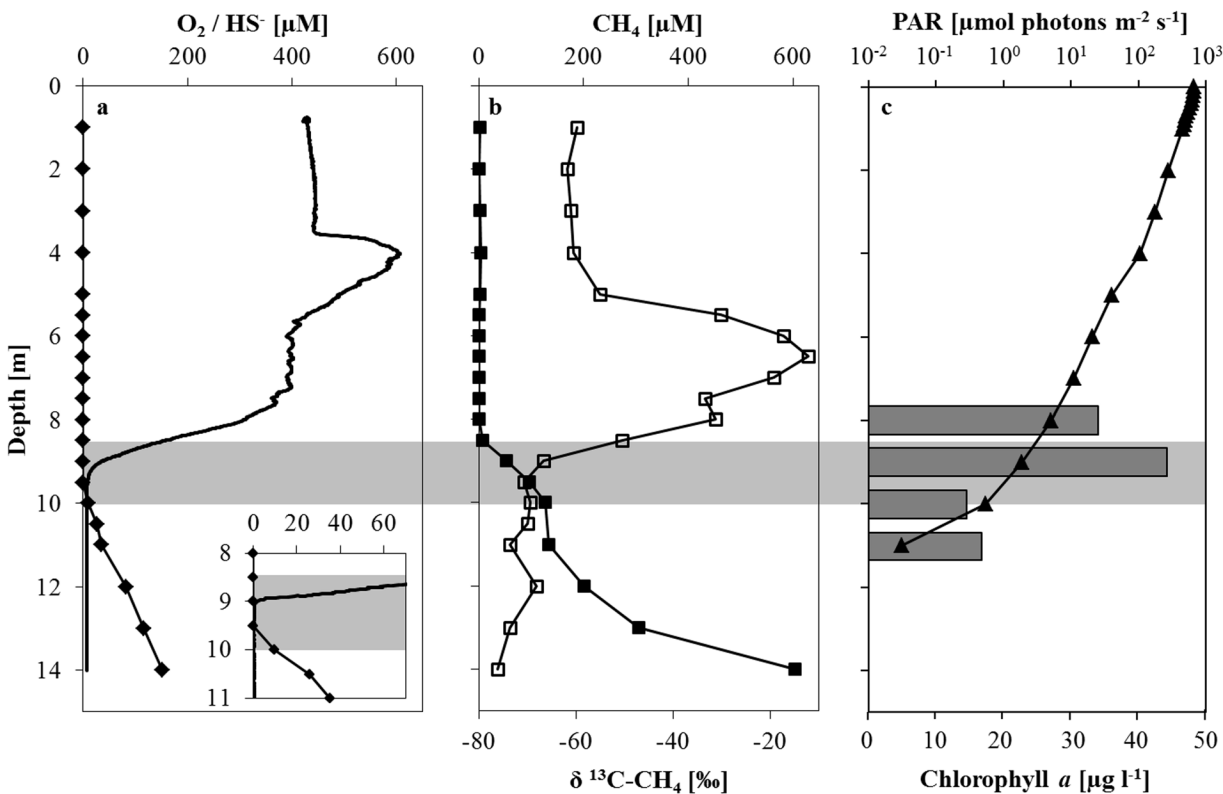 O₂ / HS⁻ [µM]
CH₄ [µM]
PAR [µmol photons m⁻² s⁻¹]
0 200 400 600
0 200 400 600
10⁻² 10⁻¹ 10⁰ 10¹ 10² 10³
a
b
c
Depth [m]
0
2
4
6
8
10
12
14
0 20 40 60
8
9
10
11
-80 -60 -40 -20
0 10 20 30 40 50
δ ¹³C-CH₄ [‰]
Chlorophyll a [µg l⁻¹]